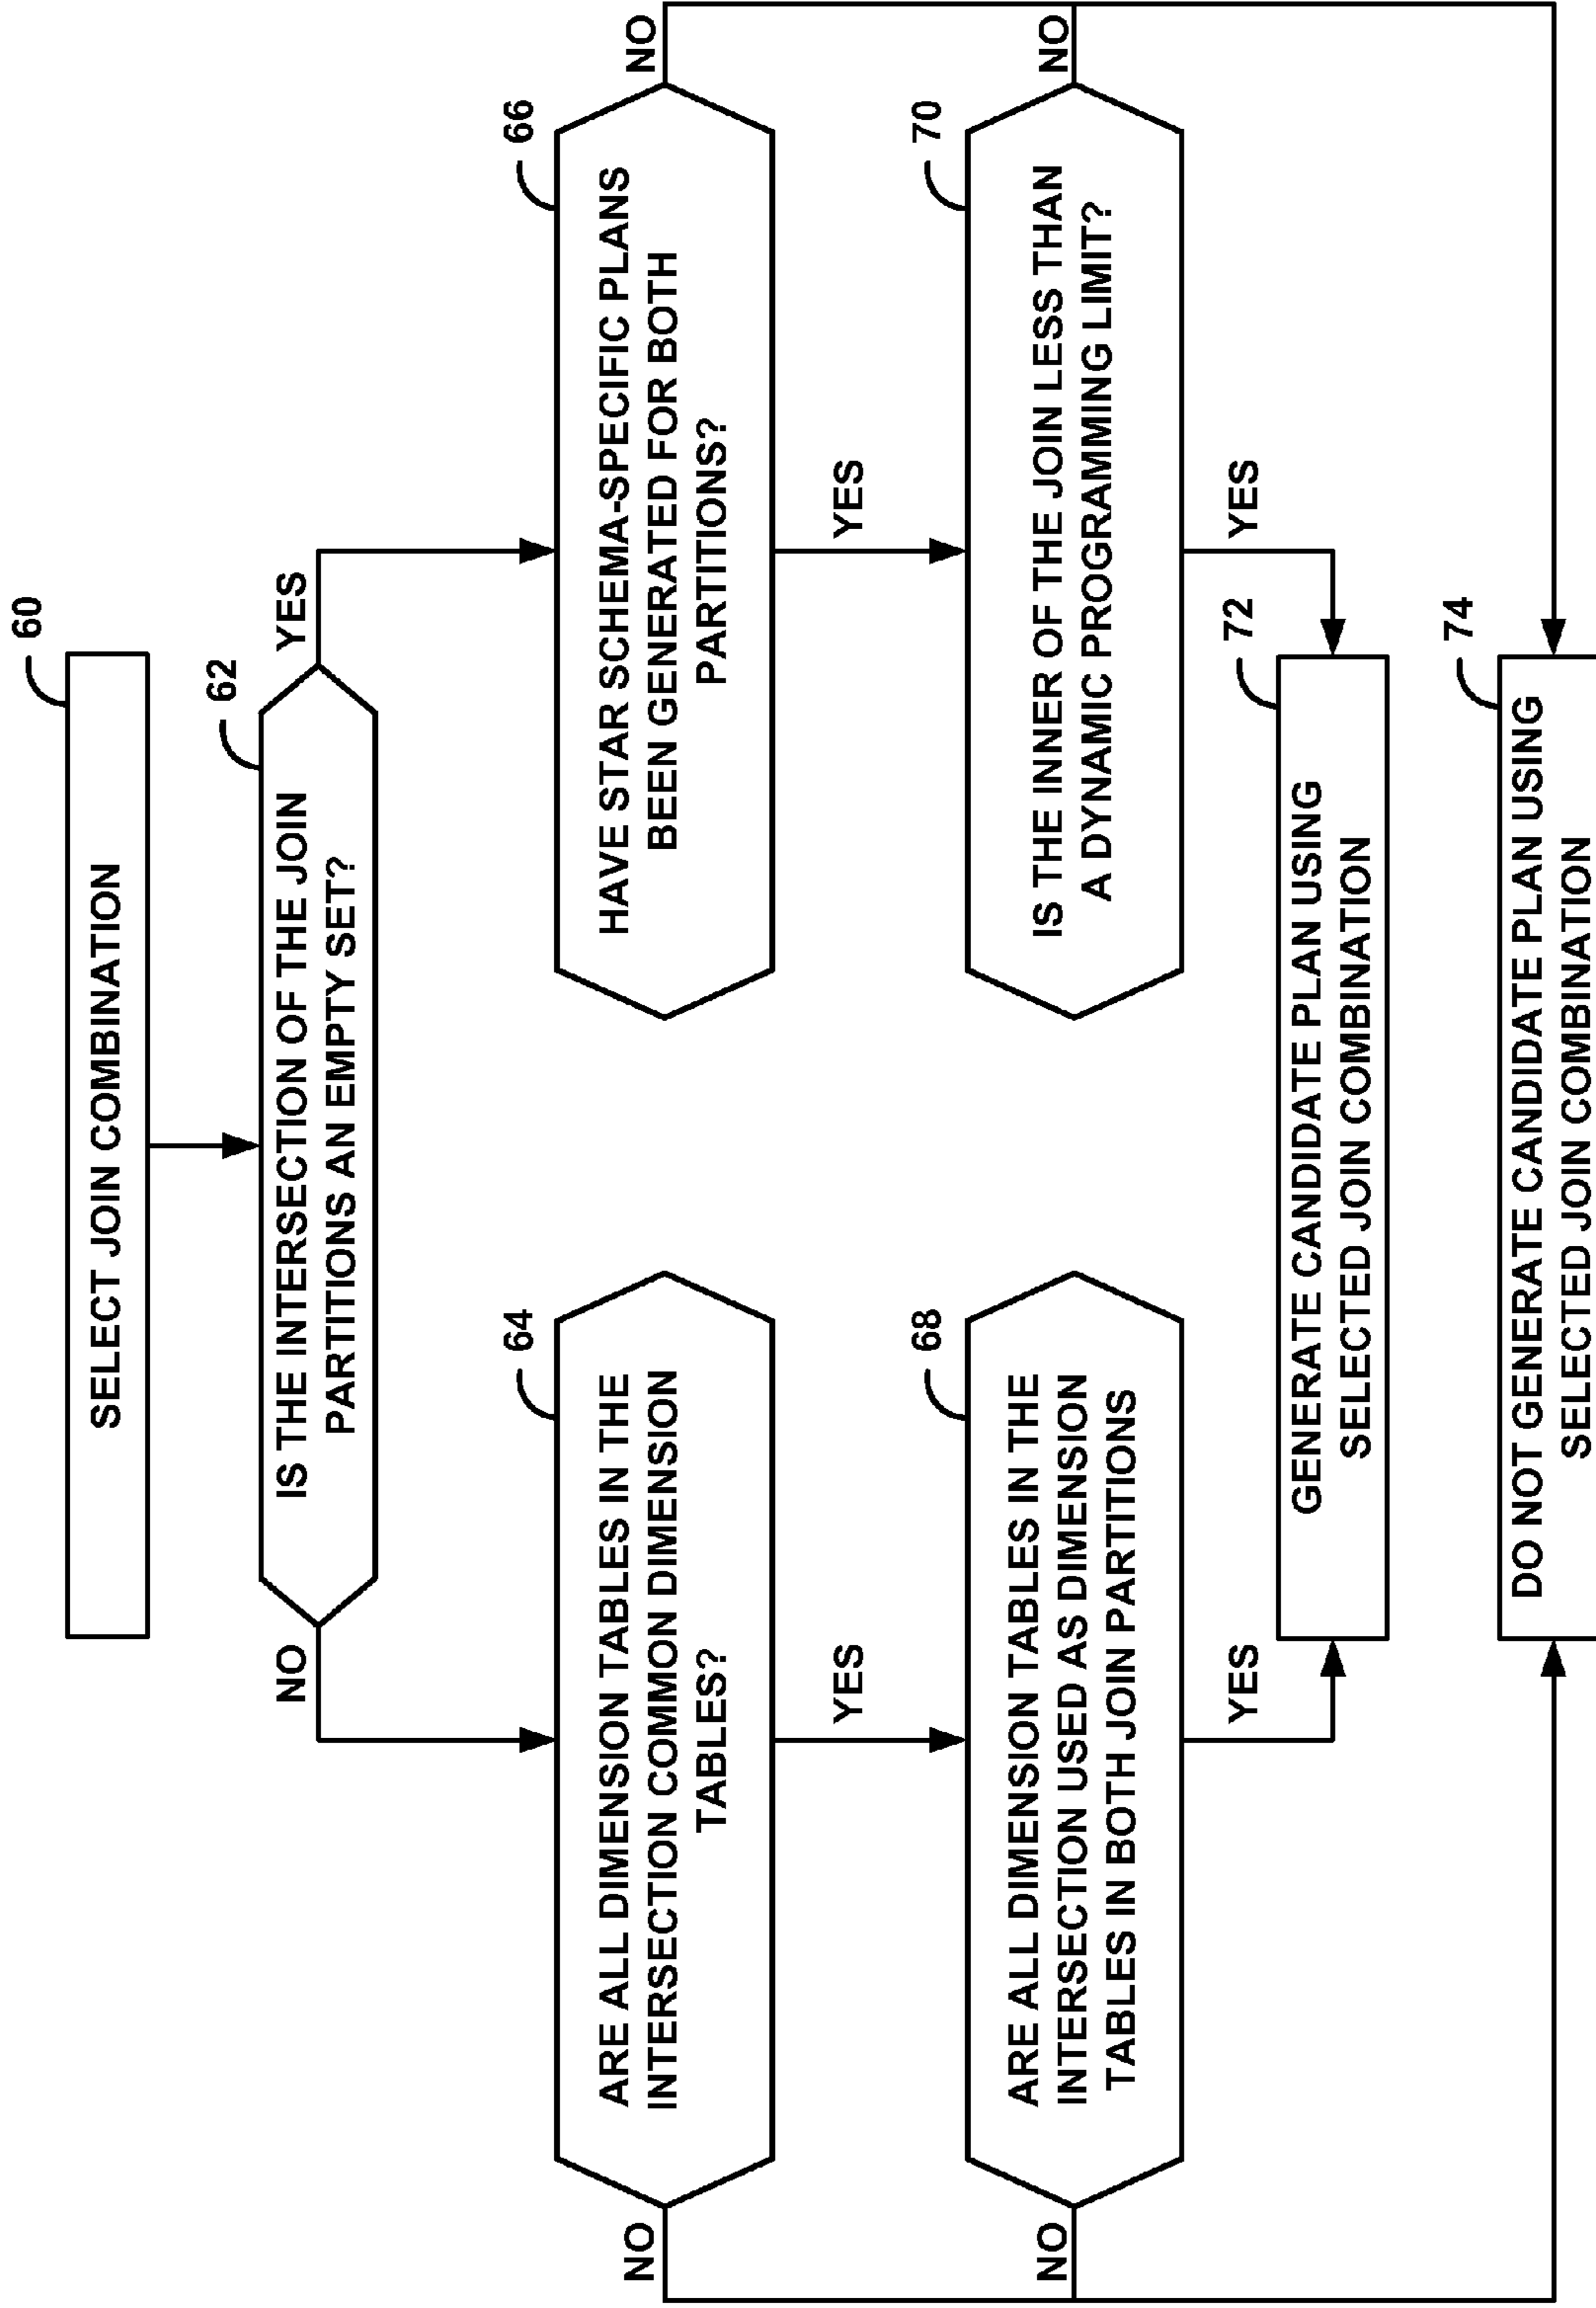 60
SELECT JOIN COMBINATION
62
IS THE INTERSECTION OF THE JOIN
PARTITIONS AN EMPTY SET?
NO
YES
64
ARE ALL DIMENSION TABLES IN THE
INTERSECTION COMMON DIMENSION
TABLES?
NO
YES
66
HAVE STAR SCHEMA-SPECIFIC PLANS
BEEN GENERATED FOR BOTH
PARTITIONS?
NO
YES
68
ARE ALL DIMENSION TABLES IN THE
INTERSECTION USED AS DIMENSION
TABLES IN BOTH JOIN PARTITIONS
NO
YES
70
IS THE INNER OF THE JOIN LESS THAN
A DYNAMIC PROGRAMMING LIMIT?
NO
YES
72
GENERATE CANDIDATE PLAN USING
SELECTED JOIN COMBINATION
74
DO NOT GENERATE CANDIDATE PLAN USING
SELECTED JOIN COMBINATION